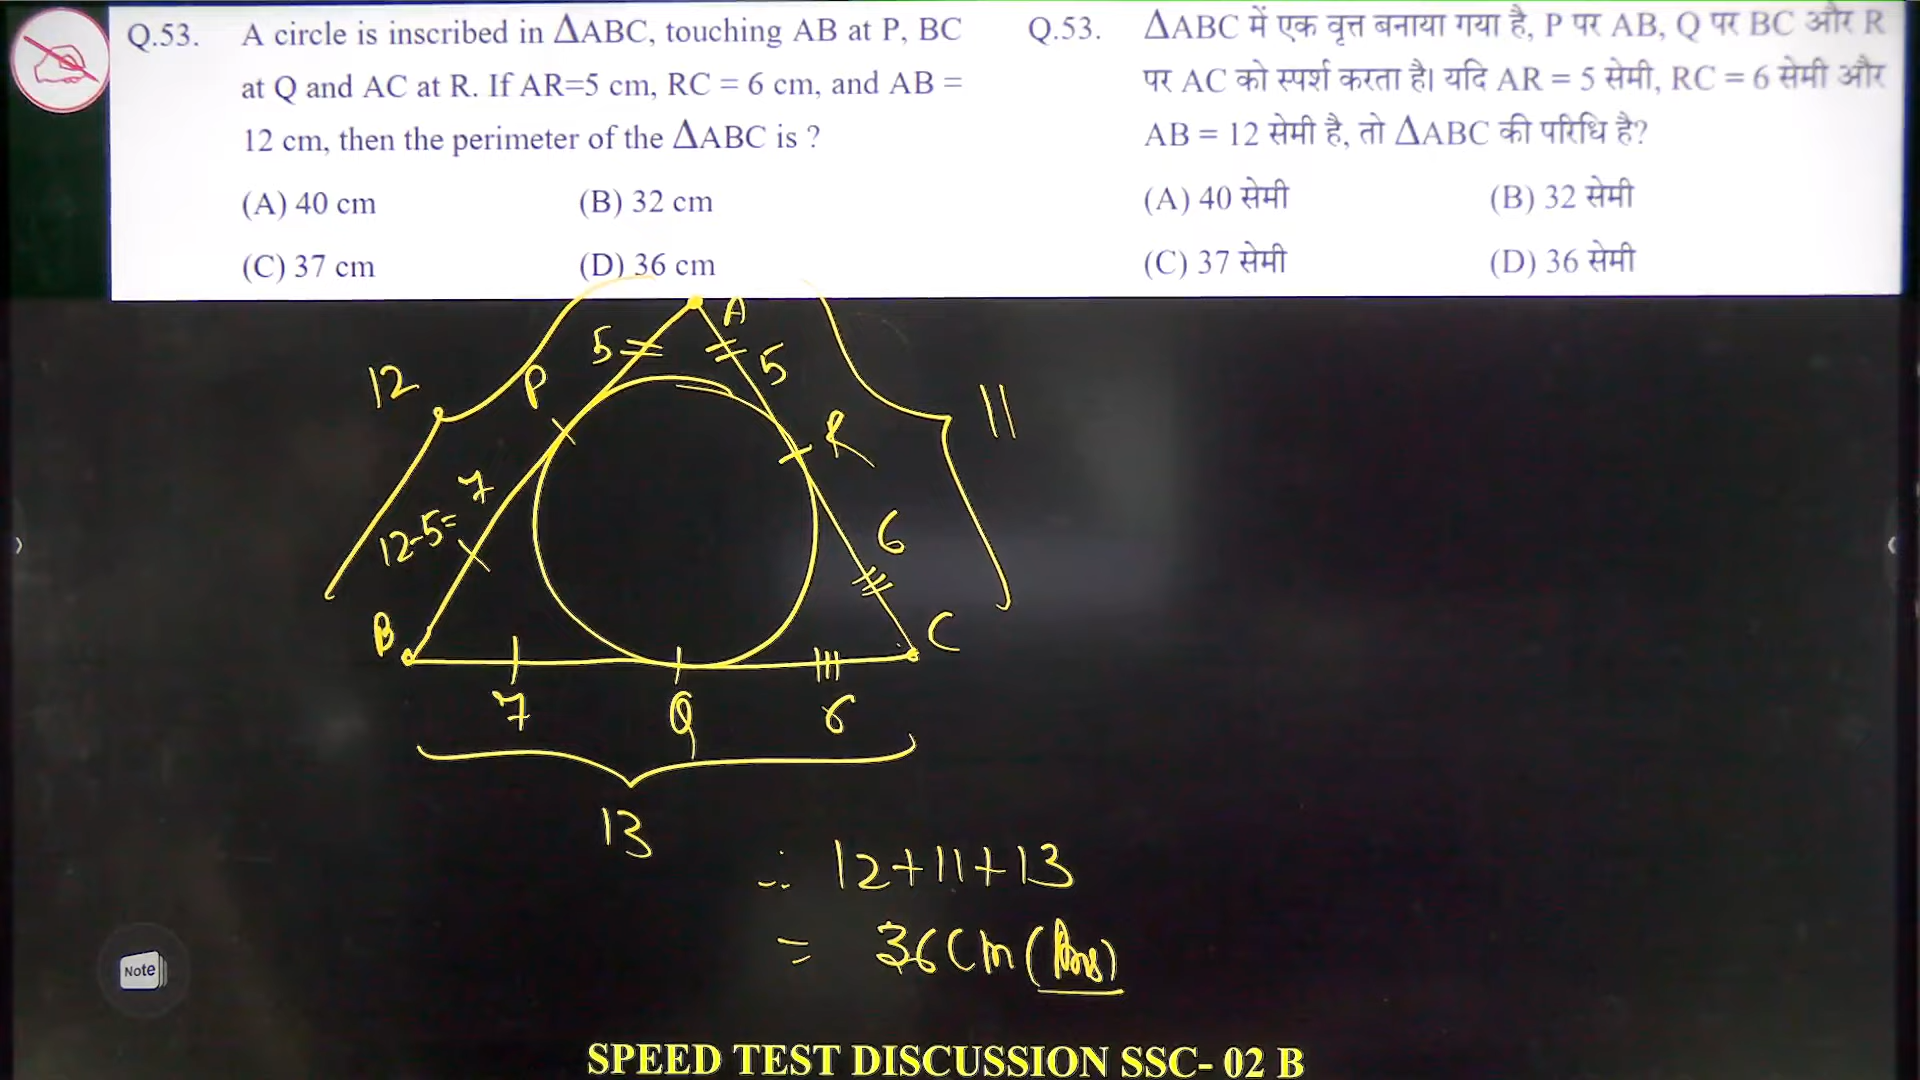 Q.53. A circle is inscribed in ΔABC, touching AB at P, BC
at Q and AC at R. If AR=5 cm, RC = 6 cm, and AB =
12 cm, then the perimeter of the ΔABC is ?
(A) 40 cm (B) 32 cm
(C) 37 cm (D) 36 cm
Q.53. ΔABC में एक वृत्त बनाया गया है, P पर AB, Q पर BC और R
पर AC को स्पर्श करता है। यदि AR = 5 सेमी, RC = 6 सेमी और
AB = 12 सेमी है, तो ΔABC की परिधि है?
(A) 40 सेमी (B) 32 सेमी
(C) 37 सेमी (D) 36 सेमी
A
5
5
12
P
11
R
7
12-5=
6
B
C
7
Q
6
13
∴ 12+11+13
= 36 Cm (Ans)
Note
SPEED TEST DISCUSSION SSC- 02 B